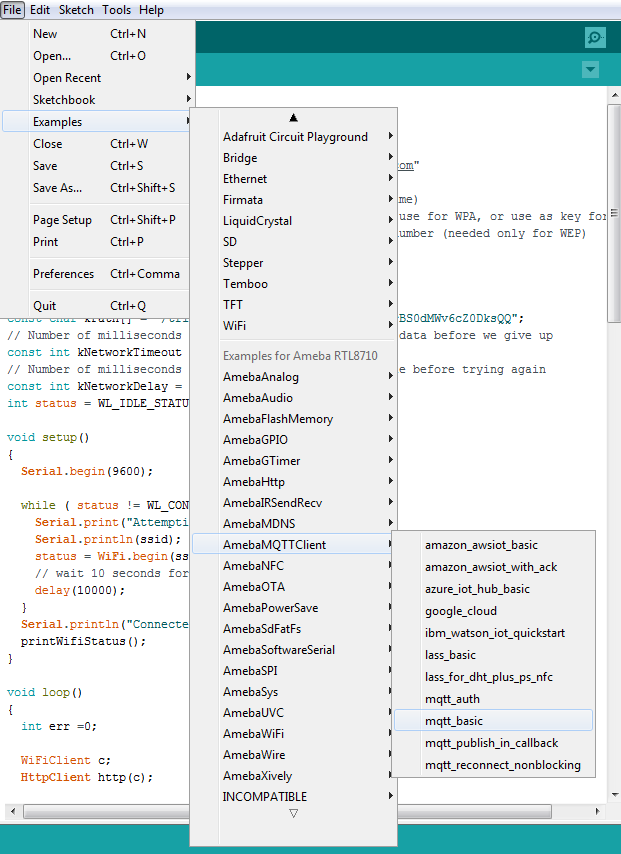 File Edit Sketch Tools Help
New Ctrl+N
Open... Ctrl+O
Open Recent
Sketchbook
Examples
Close Ctrl+W
Save Ctrl+S
Save As... Ctrl+Shift+S
Page Setup Ctrl+Shift+P
Print Ctrl+P
Preferences Ctrl+Comma
Quit Ctrl+Q
Adafruit Circuit Playground
Bridge
Ethernet
Firmata
LiquidCrystal
SD
Stepper
Temboo
TFT
WiFi
Examples for Ameba RTL8710
AmebaAnalog
AmebaAudio
AmebaFlashMemory
AmebaGPIO
AmebaGTimer
AmebaHttp
AmebaIRSendRecv
AmebaMDNS
AmebaMQTTClient
AmebaNFC
AmebaOTA
AmebaPowerSave
AmebaSdFatFs
AmebaSoftwareSerial
AmebaSPI
AmebaSys
AmebaUVC
AmebaWiFi
AmebaWire
AmebaXively
INCOMPATIBLE
amazon_awsiot_basic
amazon_awsiot_with_ack
azure_iot_hub_basic
google_cloud
ibm_watson_iot_quickstart
lass_basic
lass_for_dht_plus_ps_nfc
mqtt_auth
mqtt_basic
mqtt_publish_in_callback
mqtt_reconnect_nonblocking
com"
me)
use for WPA, or use as key for
umber (needed only for WEP)
BS0dMWv6cZ0DksQQ";
// Number of milliseconds data before we give up
const int kNetworkTimeout
// Number of milliseconds e before trying again
const int kNetworkDelay =
int status = WL_IDLE_STATU
void setup()
{
Serial.begin(9600);
while ( status != WL_CON
Serial.print("Attempti
Serial.println(ssid);
status = WiFi.begin(ss
// wait 10 seconds for
delay(10000);
}
Serial.println("Connecte
printWifiStatus();
}
void loop()
{
int err =0;
WiFiClient c;
HttpClient http(c);